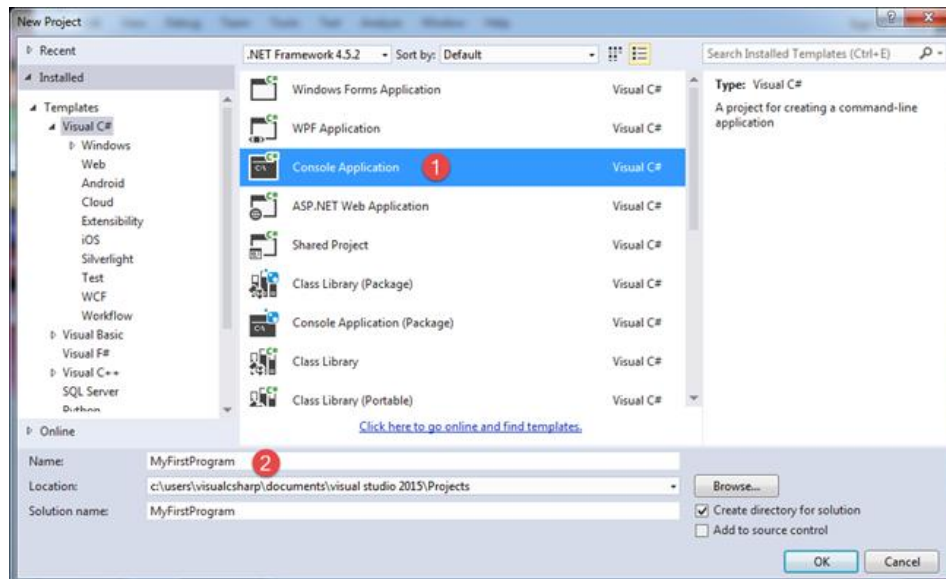 New Project
Recent
.NET Framework 4.5.2 Sort by: Default
Search Installed Templates (Ctrl+E)
Installed
Templates
Visual C#
Windows
Web
Android
Cloud
Extensibility
iOS
Silverlight
Test
WCF
Workflow
Visual Basic
Visual F#
Visual C++
SQL Server
Python
Online
Windows Forms Application Visual C#
WPF Application Visual C#
Console Application 1 Visual C#
ASP.NET Web Application Visual C#
Shared Project Visual C#
Class Library (Package) Visual C#
Console Application (Package) Visual C#
Class Library Visual C#
Class Library (Portable) Visual C#
Click here to go online and find templates.
Type: Visual C#
A project for creating a command-line
application
Name: MyFirstProgram 2
Location: c:\users\visualcsharp\documents\visual studio 2015\Projects
Browse...
Solution name: MyFirstProgram
Create directory for solution
Add to source control
OK Cancel